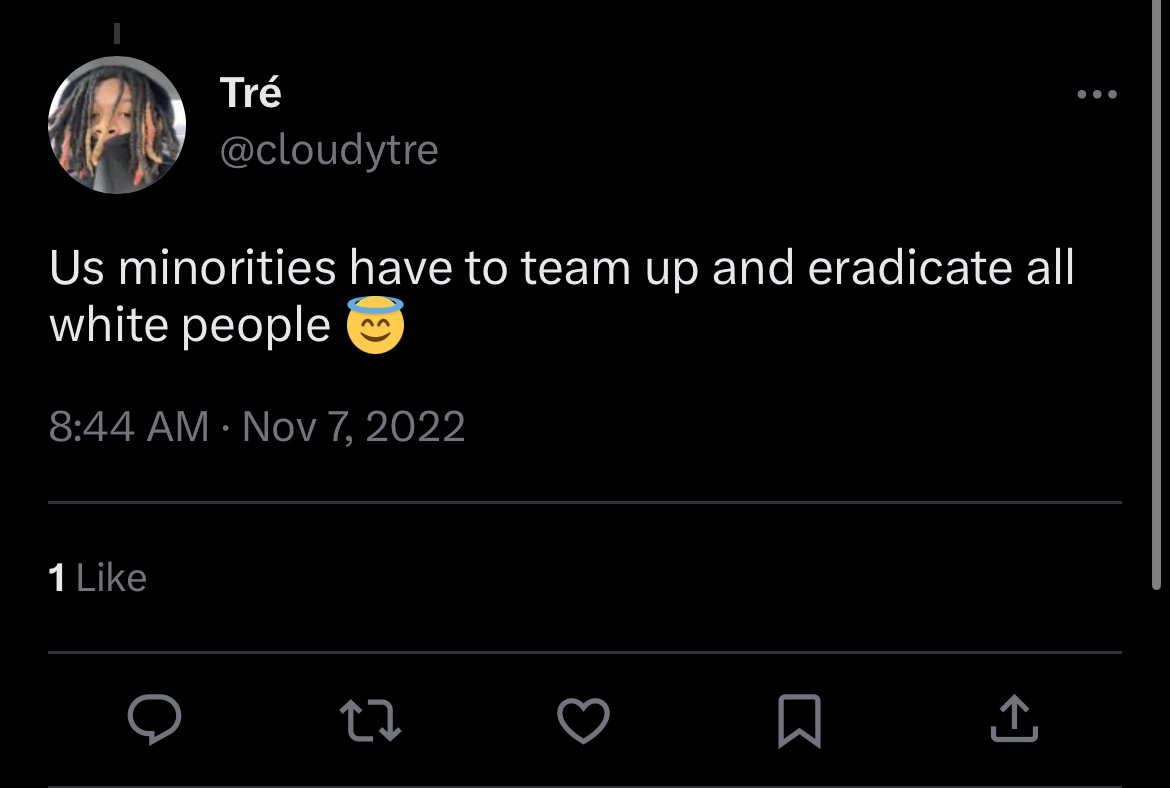 Tré
@cloudytre
Us minorities have to team up and eradicate all
white people 😇
8:44 AM · Nov 7, 2022
1 Like